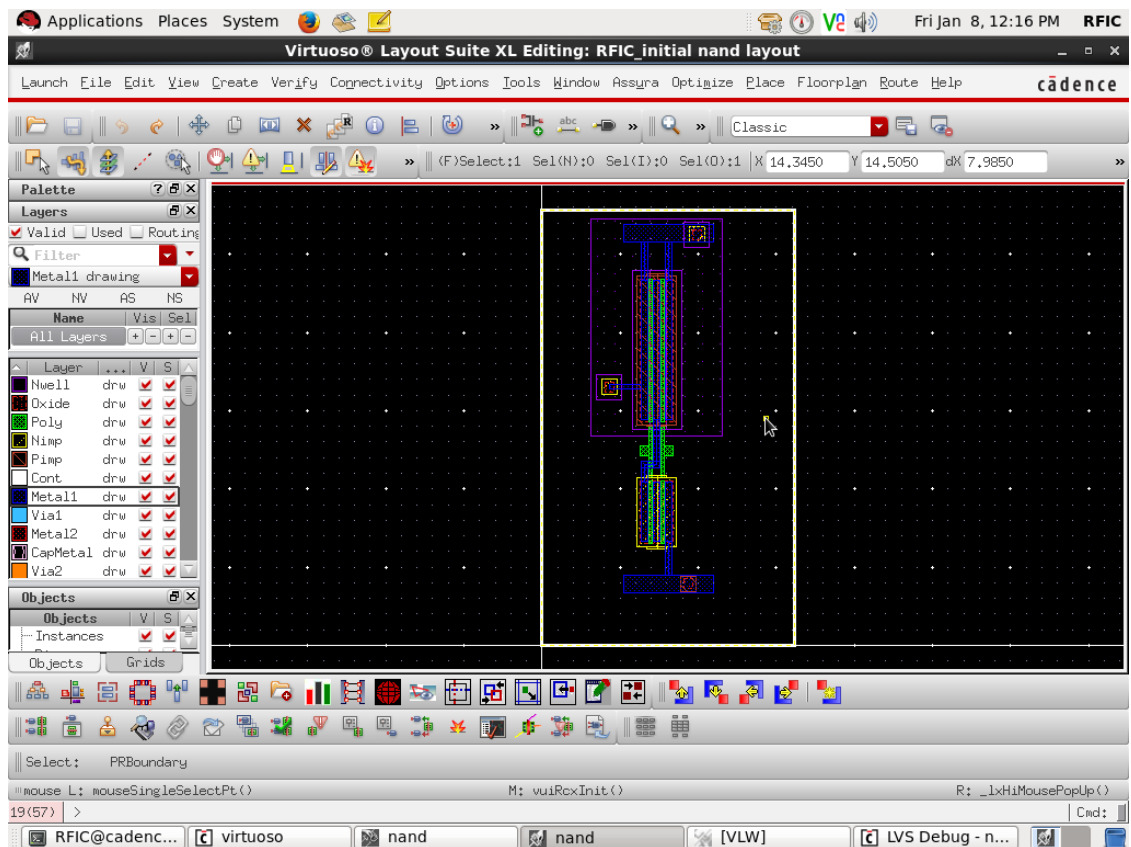 Applications Places System Fri Jan 8, 12:16 PM RFIC
Virtuoso® Layout Suite XL Editing: RFIC_initial nand layout
Launch File Edit View Create Verify Connectivity Options Tools Window Assura Optimize Place Floorplan Route Help cādence
» abc » » Classic
» (F)Select:1 Sel(N):0 Sel(I):0 Sel(O):1 X 14.3450 Y 14.5050 dX 7.9850 »
Palette
Layers
Valid Used Routing
Filter
Metal1 drawing
AV NV AS NS
Name Vis Sel
All Layers + - + -
Layer ... V S
Nwell drw
Oxide drw
Poly drw
Nimp drw
Pimp drw
Cont drw
Metal1 drw
Via1 drw
Metal2 drw
CapMetal drw
Via2 drw
Objects
Objects V S
Instances
Objects Grids
Select: PRBoundary
mouse L: mouseSingleSelectPt() M: vuiRcxInit() R: _lxHiMousePopUp()
19(57) > Cmd:
RFIC@cadenc... virtuoso nand nand [VLW] LVS Debug - n...